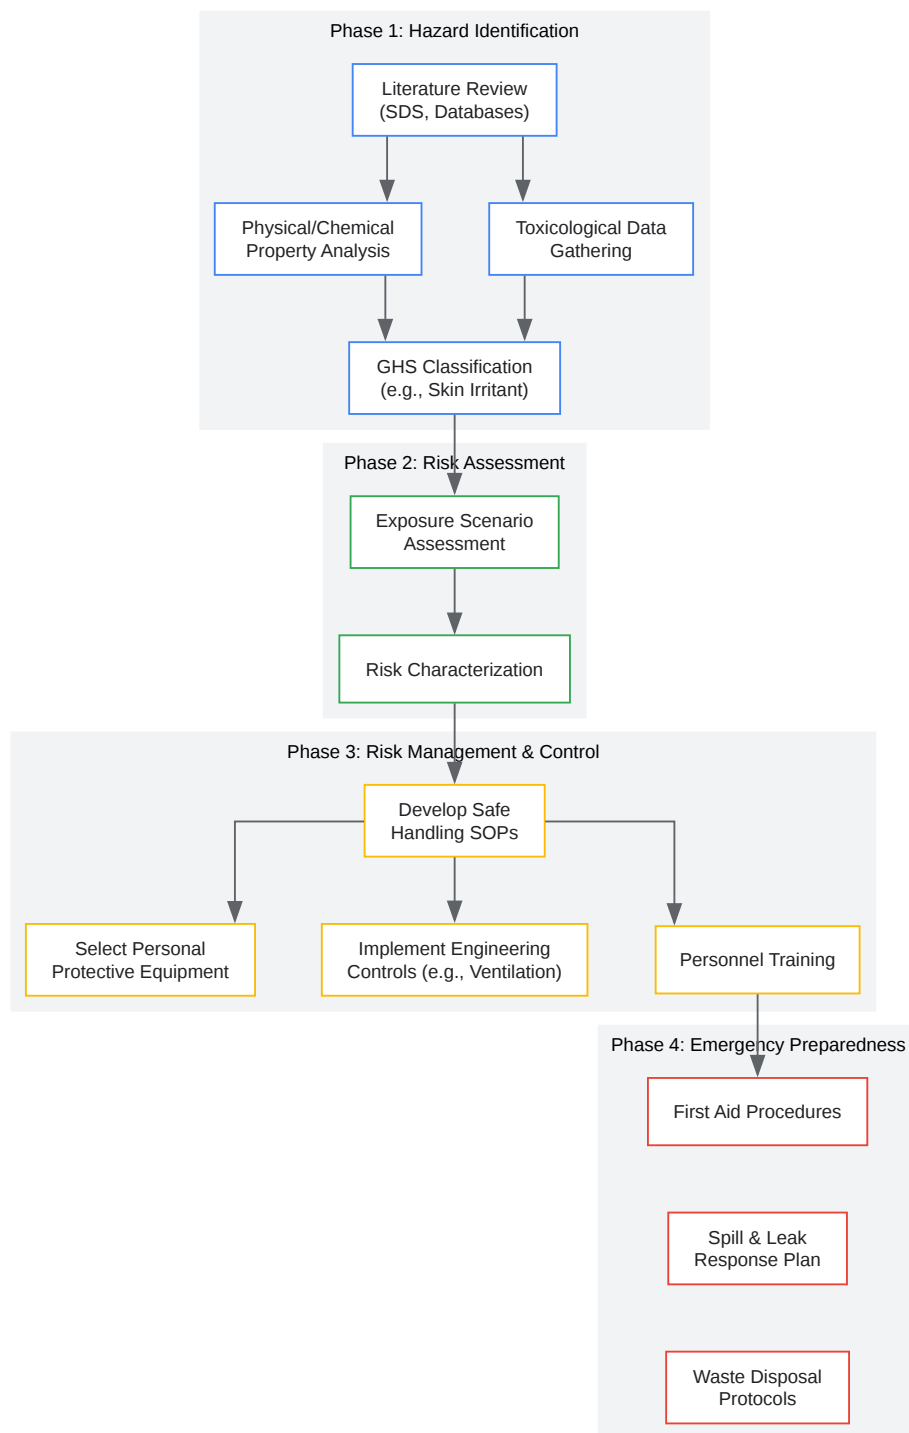 Phase 1: Hazard Identification
Literature Review
(SDS, Databases)
Physical/Chemical
Property Analysis
Toxicological Data
Gathering
GHS Classification
(e.g., Skin Irritant)
Phase 2: Risk Assessment
Exposure Scenario
Assessment
Risk Characterization
Phase 3: Risk Management & Control
Develop Safe
Handling SOPs
Select Personal
Protective Equipment
Implement Engineering
Controls (e.g., Ventilation)
Personnel Training
Phase 4: Emergency Preparedness
First Aid Procedures
Spill & Leak
Response Plan
Waste Disposal
Protocols